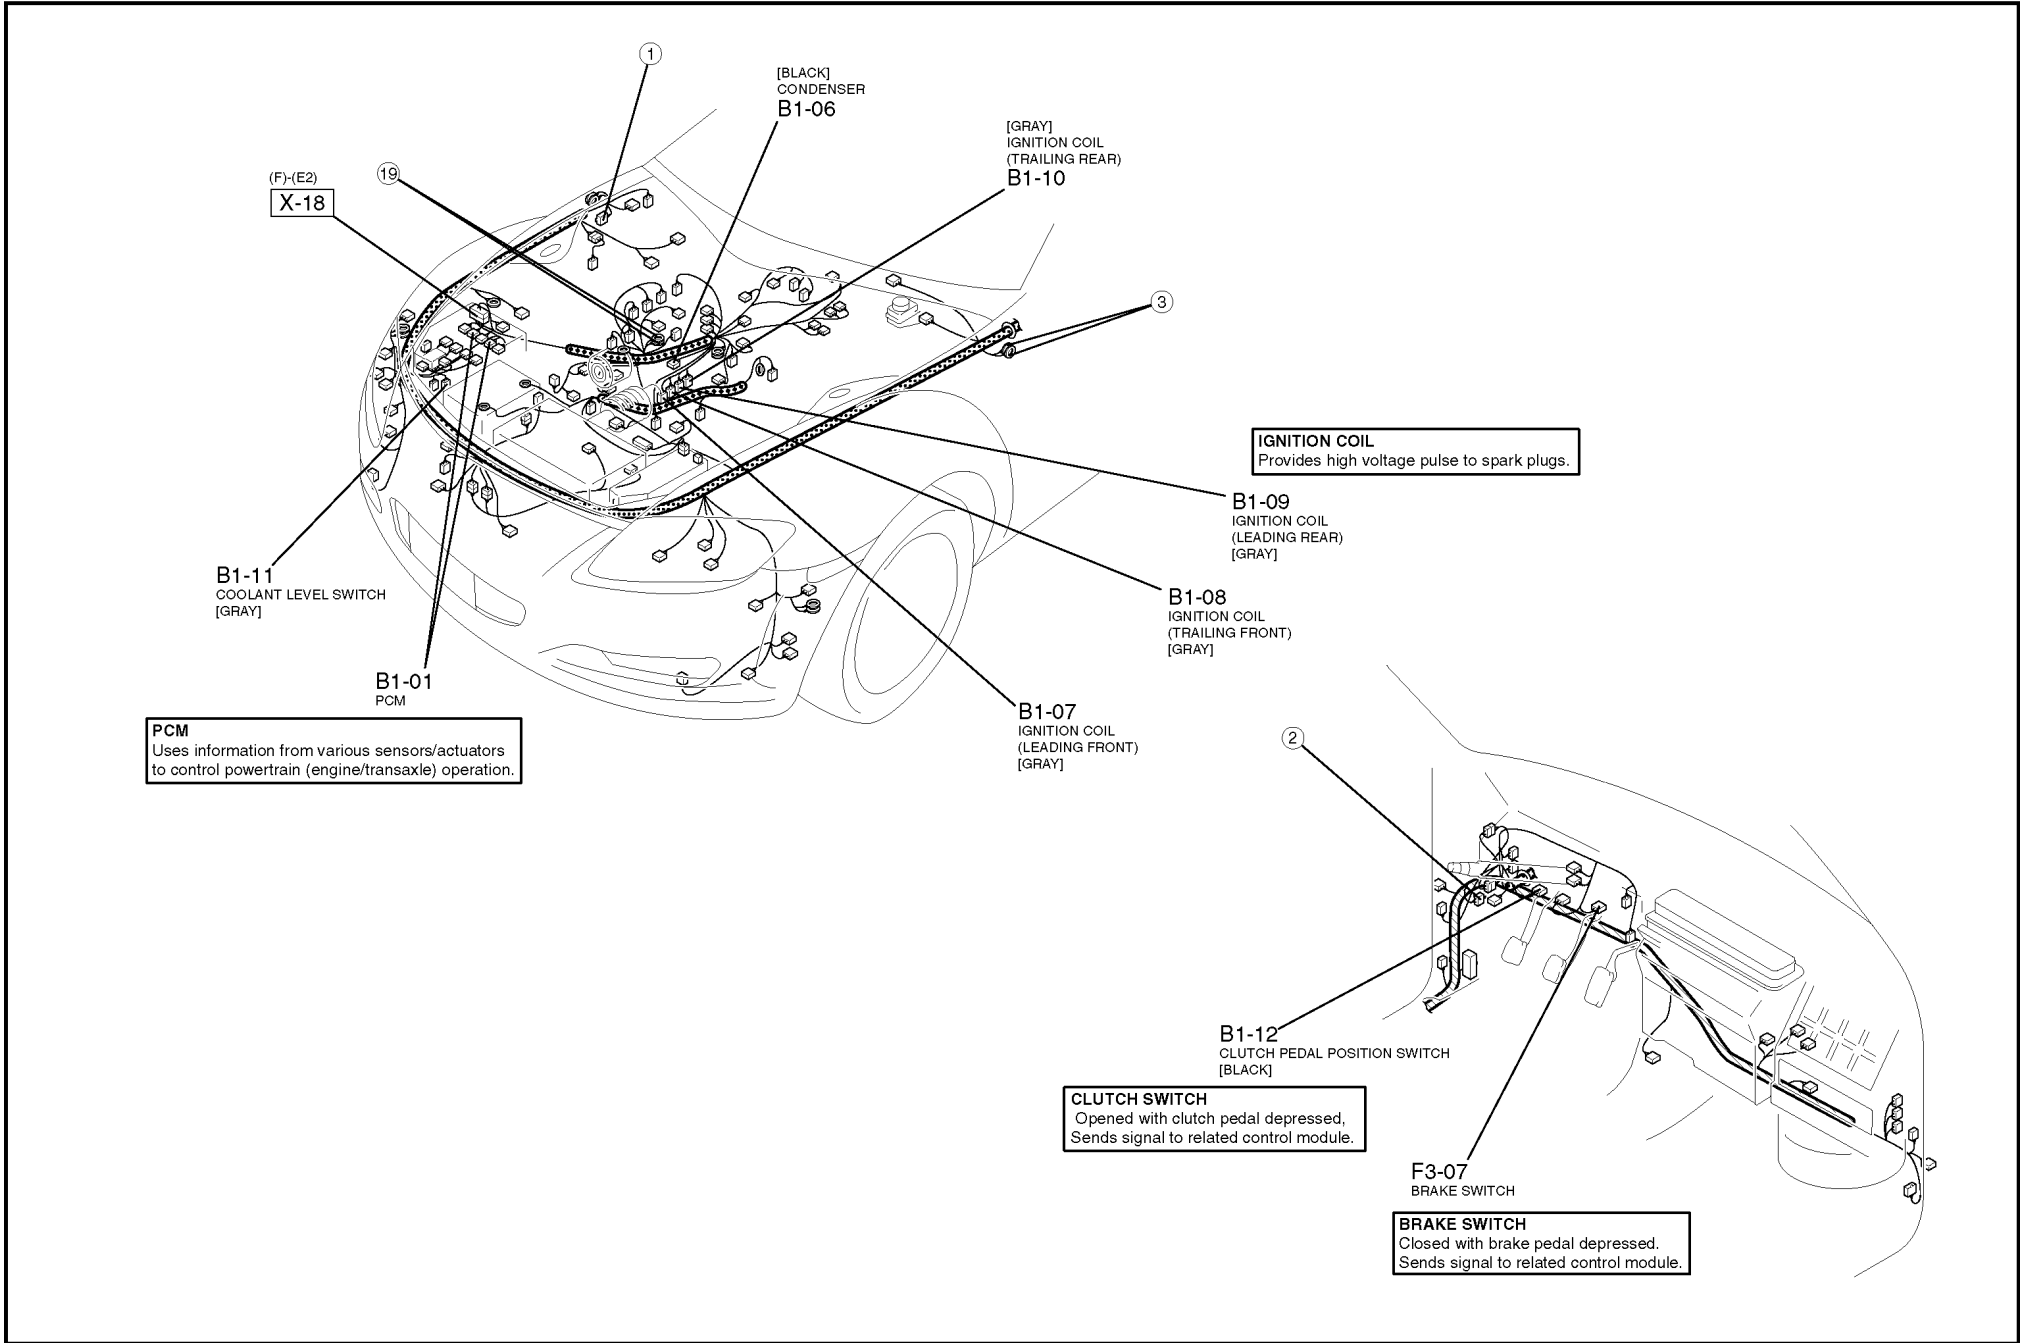 1
[BLACK]
CONDENSER
B1-06
[GRAY]
IGNITION COIL
(TRAILING REAR)
B1-10
19
(F)-(E2)
X-18
3
IGNITION COIL
Provides high voltage pulse to spark plugs.
B1-09
IGNITION COIL
(LEADING REAR)
[GRAY]
B1-11
COOLANT LEVEL SWITCH
[GRAY]
B1-08
IGNITION COIL
(TRAILING FRONT)
[GRAY]
B1-01
PCM
PCM
Uses information from various sensors/actuators
to control powertrain (engine/transaxle) operation.
B1-07
IGNITION COIL
(LEADING FRONT)
[GRAY]
2
B1-12
CLUTCH PEDAL POSITION SWITCH
[BLACK]
CLUTCH SWITCH
Opened with clutch pedal depressed,
Sends signal to related control module.
F3-07
BRAKE SWITCH
BRAKE SWITCH
Closed with brake pedal depressed.
Sends signal to related control module.